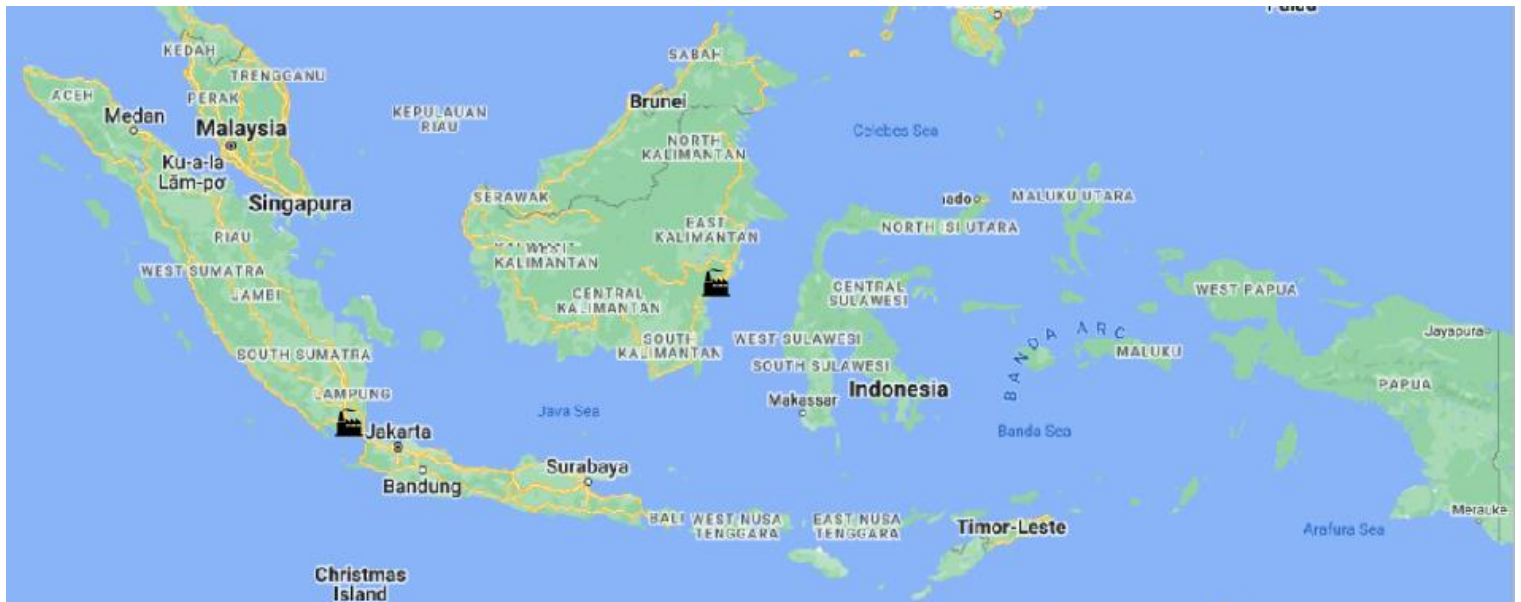 KEDAH
TRENGGANU
ACEH
PERAK
Medan
Malaysia
Ku-a-la
Lăm-pơ
Singapura
RIAU
WEST SUMATRA
JAMBI
SOUTH SUMATRA
LAMPUNG
Jakarta
Bandung
Surabaya
Christmas
Island
KEPULAUAN
RIAU
SABAH
Brunei
NORTH
KALIMANTAN
SERAWAK
EAST
KALIMANTAN
WEST
KALIMANTAN
CENTRAL
KALIMANTAN
SOUTH
KALIMANTAN
Java Sea
BALI
WEST NUSA
TENGGARA
EAST NUSA
TENGGARA
Celebes Sea
nado
MALUKU UTARA
NORTH ISI UTARA
CENTRAL
SULAWESI
WEST SULAWESI
SOUTH SULAWESI
Makassar
Indonesia
BANDA ARC
MALUKU
Banda Sea
WEST PAPUA
Jayapura
PAPUA
Timor-Leste
Merauke
Arafura Sea